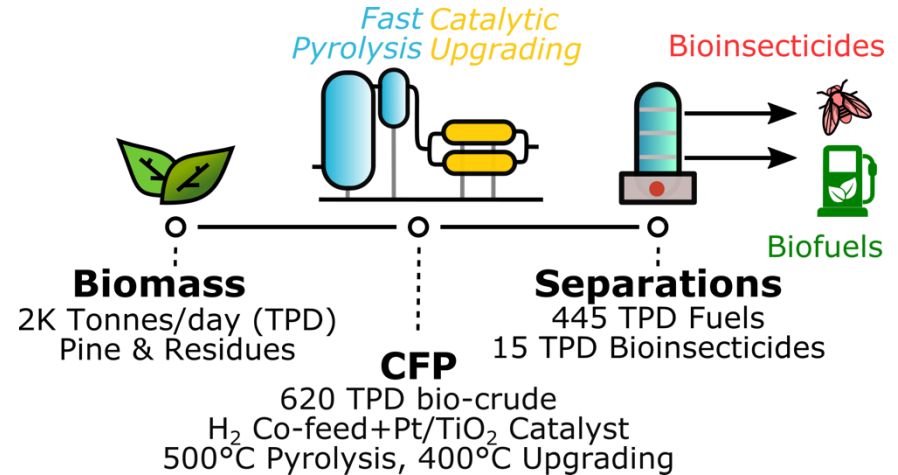 Fast Catalytic
Pyrolysis Upgrading
Bioinsecticides
Biofuels
Biomass
2K Tonnes/day (TPD)
Pine & Residues
CFP
620 TPD bio-crude
H₂ Co-feed+Pt/TiO₂ Catalyst
500°C Pyrolysis, 400°C Upgrading
Separations
445 TPD Fuels
15 TPD Bioinsecticides